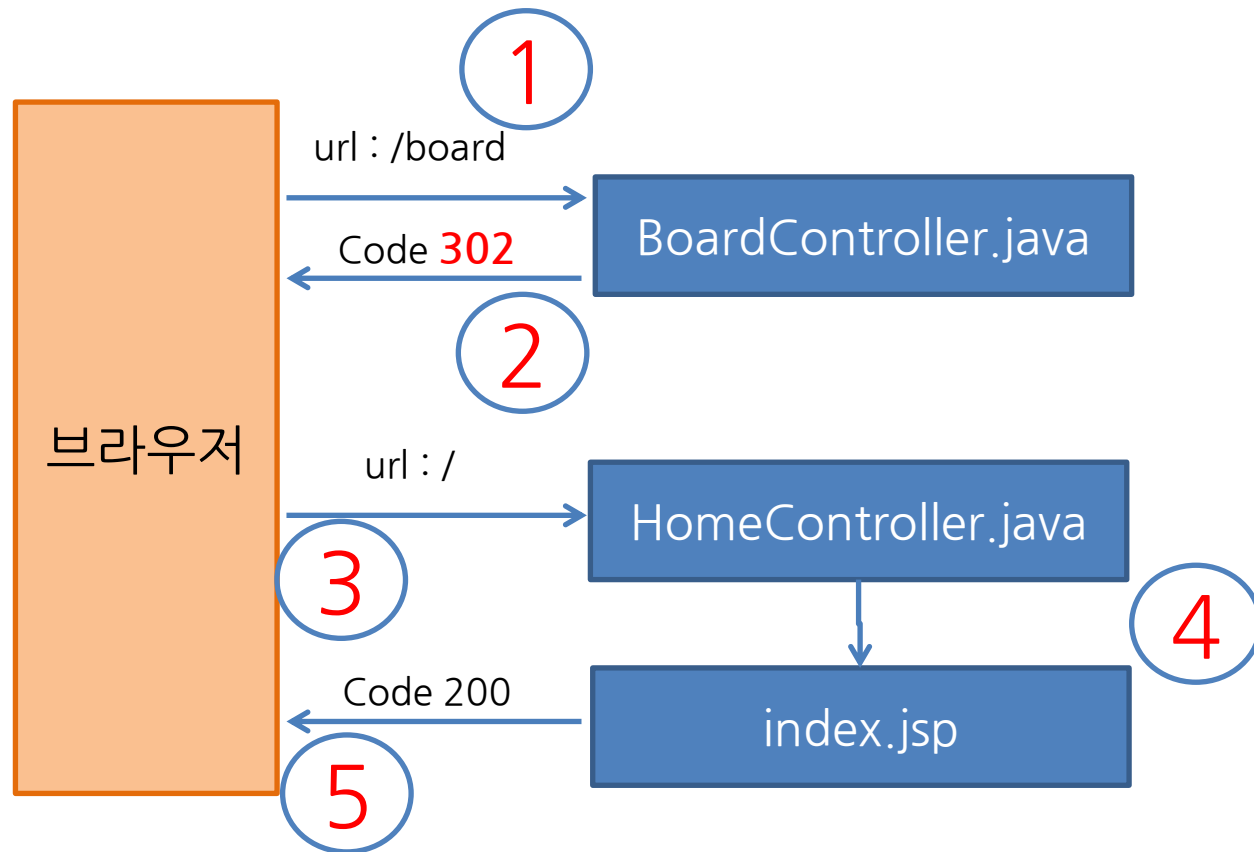 1
url : /board
BoardController.java
Code 302
2
브라우저
url : /
HomeController.java
3
4
Code 200
index.jsp
5